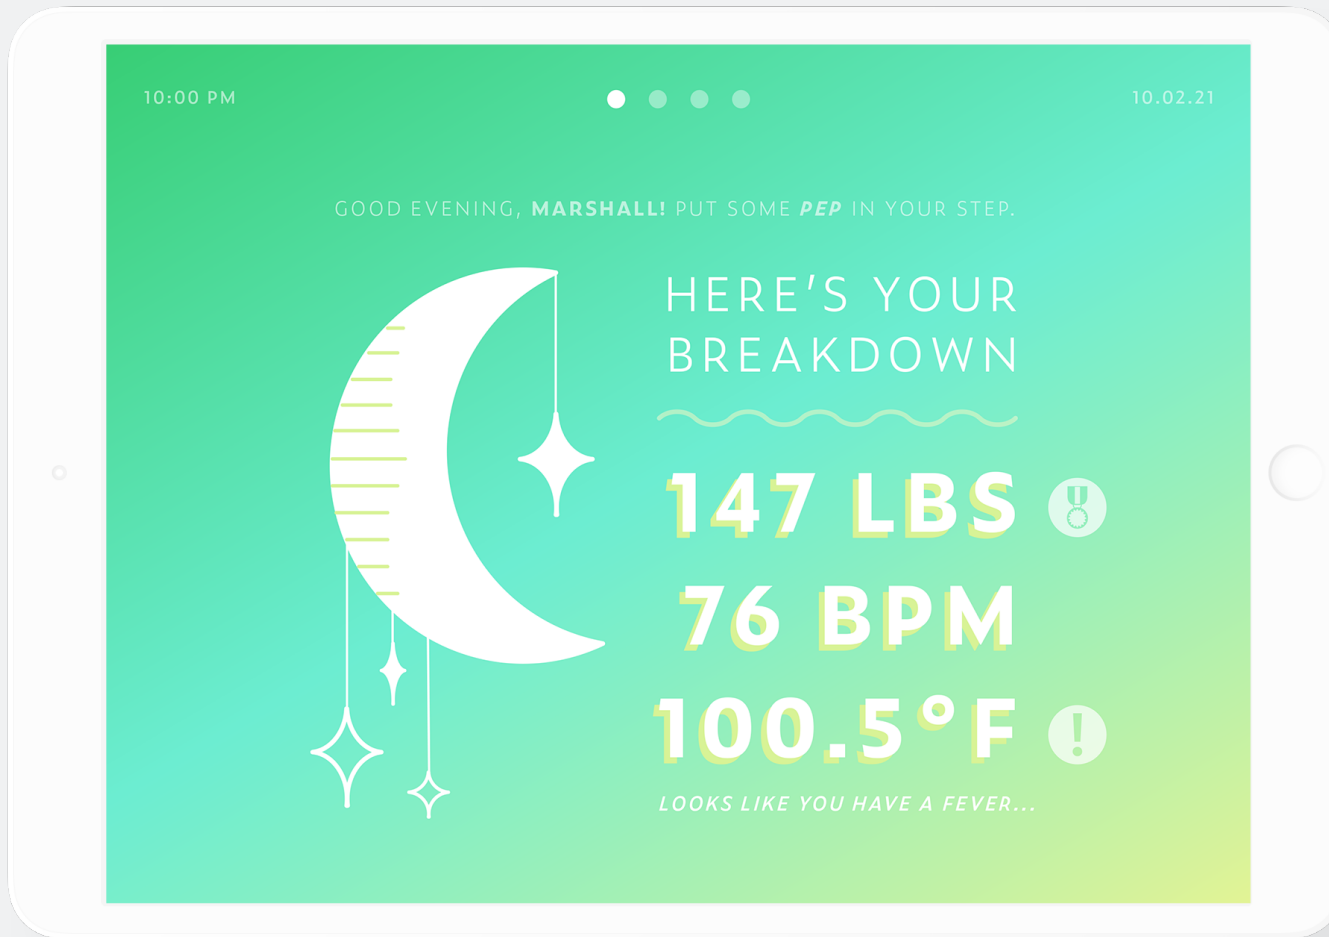 10:00 PM
10.02.21
GOOD EVENING, MARSHALL! PUT SOME PEP IN YOUR STEP.
HERE'S YOUR
BREAKDOWN
147 LBS
76 BPM
100.5°F
!
LOOKS LIKE YOU HAVE A FEVER...